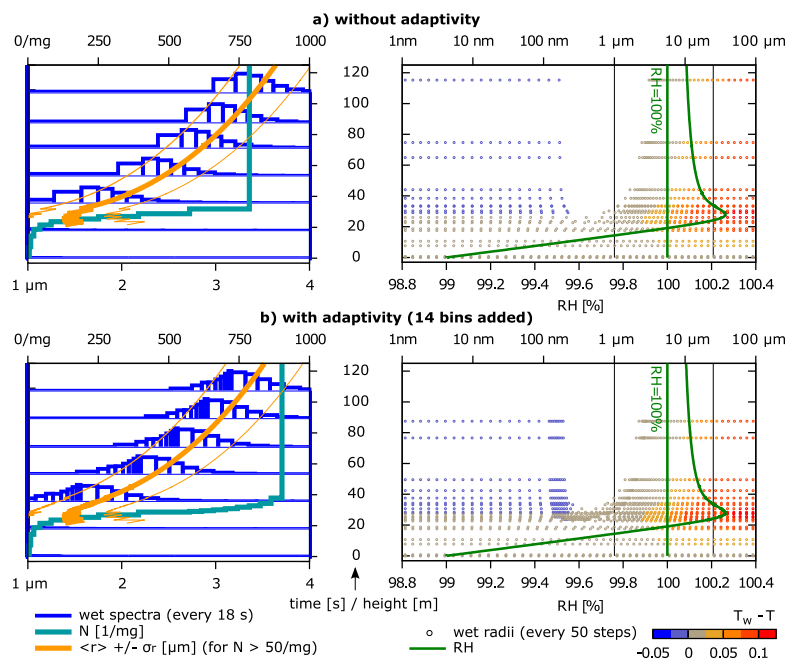 a) without adaptivity
0/mg 250 500 750 1000
1nm 10 nm 100 nm 1 µm 10 µm 100 µm
120
100
80
60
40
20
0
RH=100%
1 µm 2 3 4
98.8 99 99.2 99.4 99.6 99.8 100 100.2 100.4
RH [%]
b) with adaptivity (14 bins added)
0/mg 250 500 750 1000
1 nm 10 nm 100 nm 1 µm 10 µm 100 µm
120
100
80
60
40
20
0
RH=100%
1 µm 2 3 4
98.8 99 99.2 99.4 99.6 99.8 100 100.2 100.4
time [s] / height [m]
RH [%]
wet spectra (every 18 s)
N [1/mg]
<r> +/- σr [µm] (for N > 50/mg)
wet radii (every 50 steps)
RH
Tw - T
-0.05 0 0.05 0.1